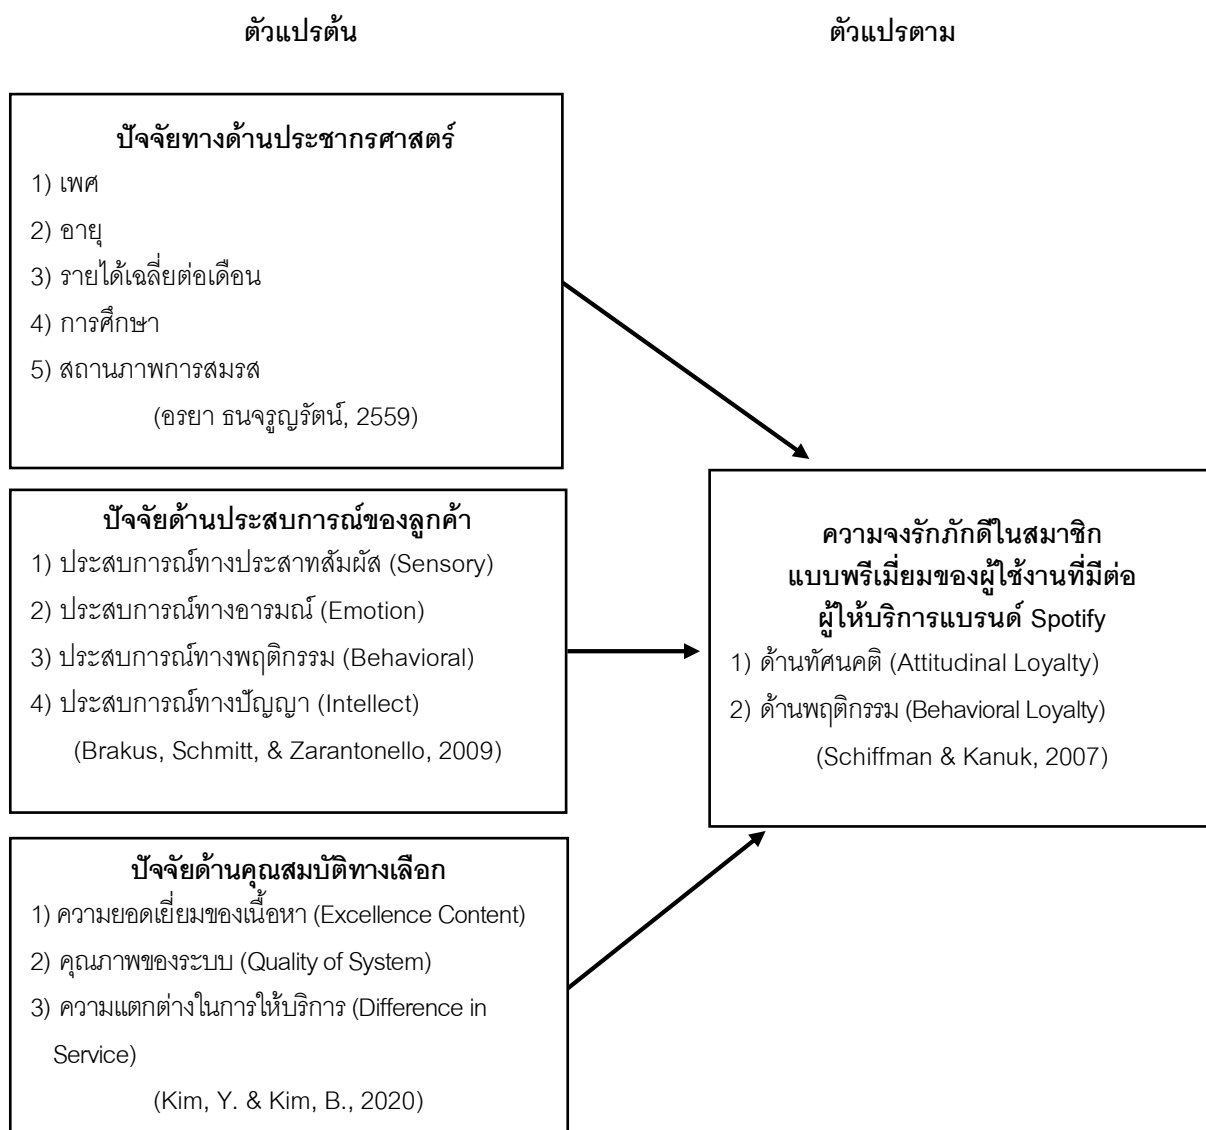 ตัวแปรต้น
ตัวแปรตาม
ปัจจัยทางด้านประชากรศาสตร์
1) เพศ
2) อายุ
3) รายได้เฉลี่ยต่อเดือน
4) การศึกษา
5) สถานภาพการสมรส
(อรยา ธนจรูญรัตน์, 2559)
ปัจจัยด้านประสบการณ์ของลูกค้า
1) ประสบการณ์ทางประสาทสัมผัส (Sensory)
2) ประสบการณ์ทางอารมณ์ (Emotion)
3) ประสบการณ์ทางพฤติกรรม (Behavioral)
4) ประสบการณ์ทางปัญญา (Intellect)
(Brakus, Schmitt, & Zarantonello, 2009)
ปัจจัยด้านคุณสมบัติทางเลือก
1) ความยอดเยี่ยมของเนื้อหา (Excellence Content)
2) คุณภาพของระบบ (Quality of System)
3) ความแตกต่างในการให้บริการ (Difference in
Service)
(Kim, Y. & Kim, B., 2020)
ความจงรักภักดีในสมาชิก
แบบพรีเมี่ยมของผู้ใช้งานที่มีต่อ
ผู้ให้บริการแบรนด์ Spotify
1) ด้านทัศนคติ (Attitudinal Loyalty)
2) ด้านพฤติกรรม (Behavioral Loyalty)
(Schiffman & Kanuk, 2007)